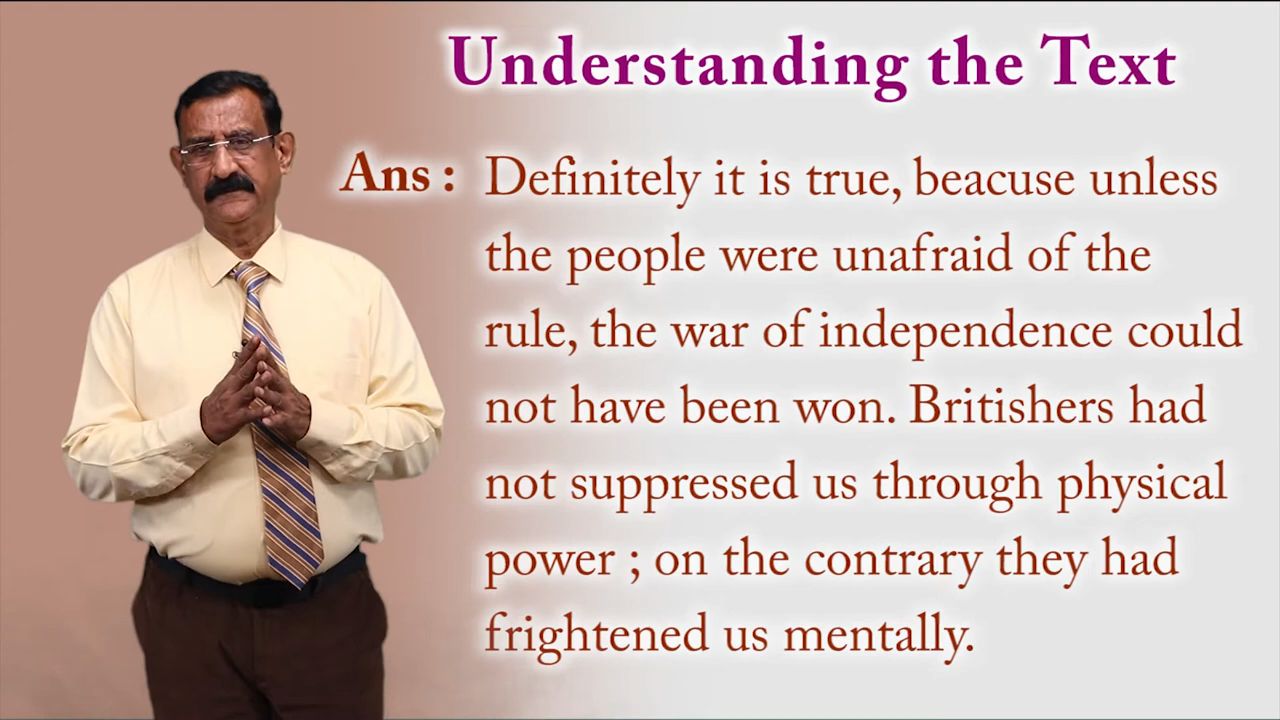 Understanding the Text
Ans : Definitely it is true, beacuse unless
the people were unafraid of the
rule, the war of independence could
not have been won. Britishers had
not suppressed us through physical
power ; on the contrary they had
frightened us mentally.